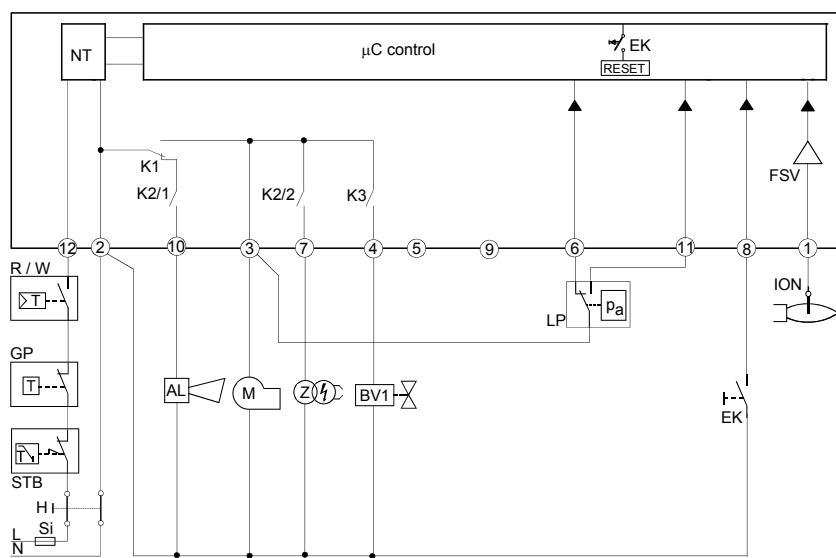 NT
µC control
EK
RESET
K1
K2/1
K2/2
K3
FSV
12
2
10
3
7
4
5
9
6
11
8
1
R / W
T
ION
LP
pa
GP
T
AL
M
Z
BV1
EK
T
STB
H
L
Si
N